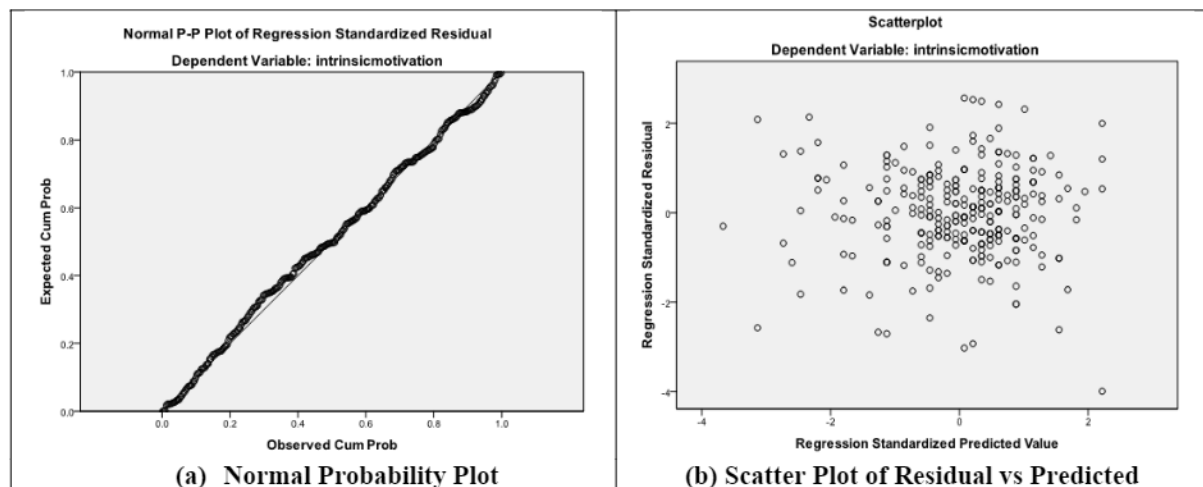 Normal P-P Plot of Regression Standardized Residual
Dependent Variable: intrinsicmotivation
Expected Cum Prob
1.0
0.8
0.6
0.4
0.2
0.0
0.0 0.2 0.4 0.6 0.8 1.0
Observed Cum Prob
(a) Normal Probability Plot
Scatterplot
Dependent Variable: intrinsicmotivation
Regression Standardized Residual
2
0
-2
-4
-4 -2 0 2
Regression Standardized Predicted Value
(b) Scatter Plot of Residual vs Predicted